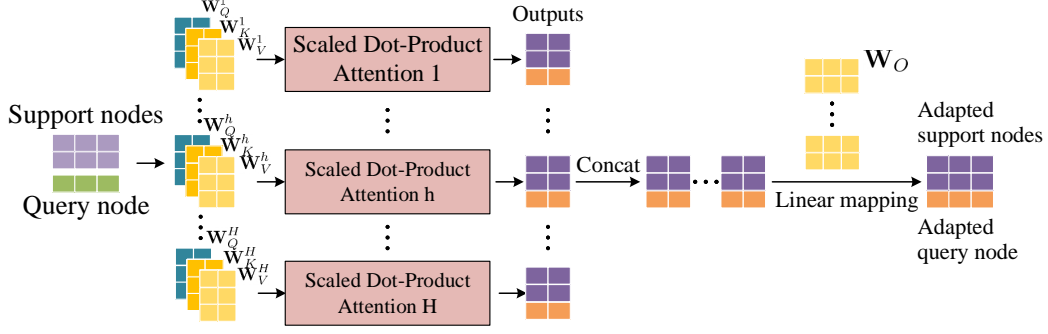 W_Q^1
W_K^1
W_V^1
Scaled Dot-Product
Attention 1
Outputs
W_O
Support nodes
Query node
W_Q^h
W_K^h
W_V^h
Scaled Dot-Product
Attention h
Concat
Linear mapping
Adapted
support nodes
Adapted
query node
W_Q^H
W_K^H
W_V^H
Scaled Dot-Product
Attention H